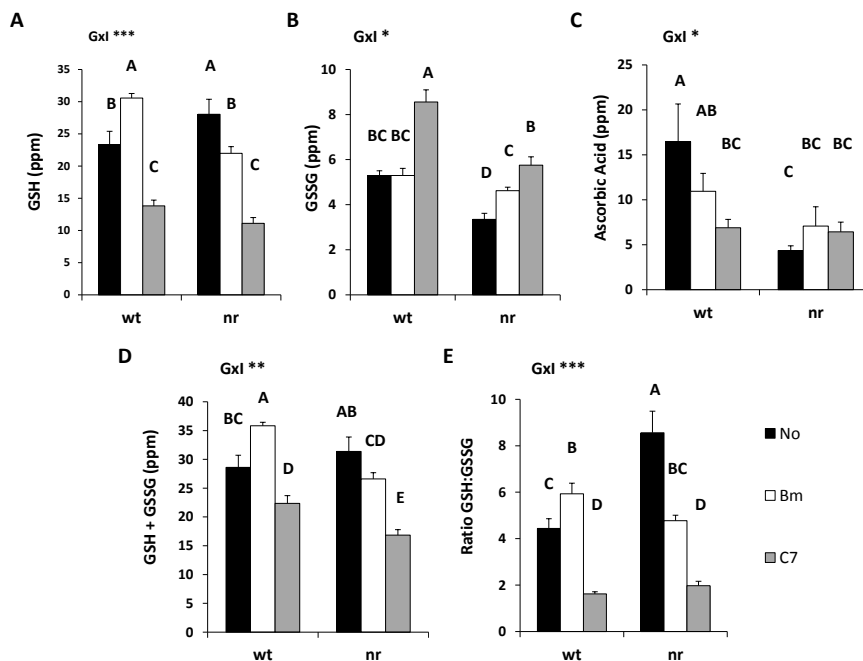 A
GxI ***
GSH (ppm)
35
30
25
20
15
10
5
0
B
A
C
A
B
C
wt
nr
B
GxI *
GSSG (ppm)
10
8
6
4
2
0
BC
BC
A
D
C
B
wt
nr
C
GxI *
Ascorbic Acid (ppm)
25
20
15
10
5
0
A
AB
BC
C
BC
BC
wt
nr
D
GxI **
GSH + GSSG (ppm)
40
35
30
25
20
15
10
5
0
BC
A
D
AB
CD
E
wt
nr
E
GxI ***
Ratio GSH:GSSG
10
8
6
4
2
0
C
B
D
A
BC
D
wt
nr
No
Bm
C7